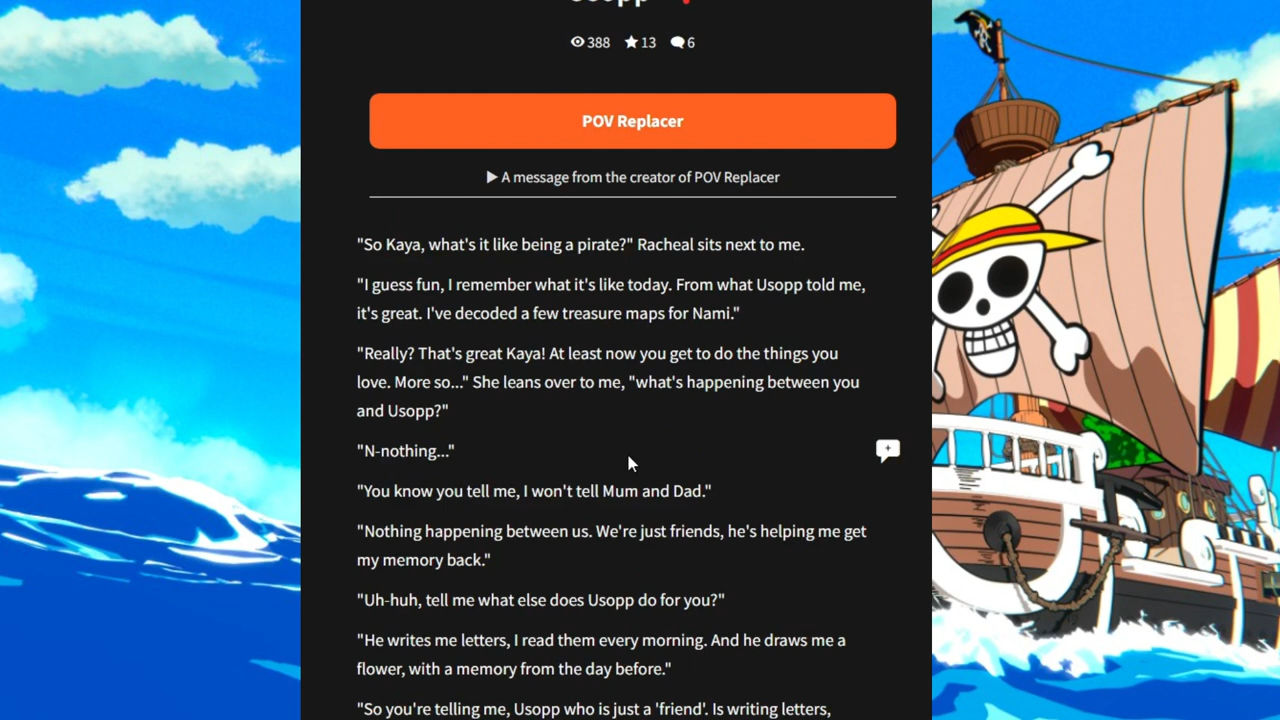 Usopp
388 13 6
POV Replacer
▶ A message from the creator of POV Replacer
"So Kaya, what's it like being a pirate?" Racheal sits next to me.
"I guess fun, I remember what it's like today. From what Usopp told me,
it's great. I've decoded a few treasure maps for Nami."
"Really? That's great Kaya! At least now you get to do the things you
love. More so..." She leans over to me, "what's happening between you
and Usopp?"
"N-nothing..."
"You know you tell me, I won't tell Mum and Dad."
"Nothing happening between us. We're just friends, he's helping me get
my memory back."
"Uh-huh, tell me what else does Usopp do for you?"
"He writes me letters, I read them every morning. And he draws me a
flower, with a memory from the day before."
"So you're telling me, Usopp who is just a 'friend'. Is writing letters,